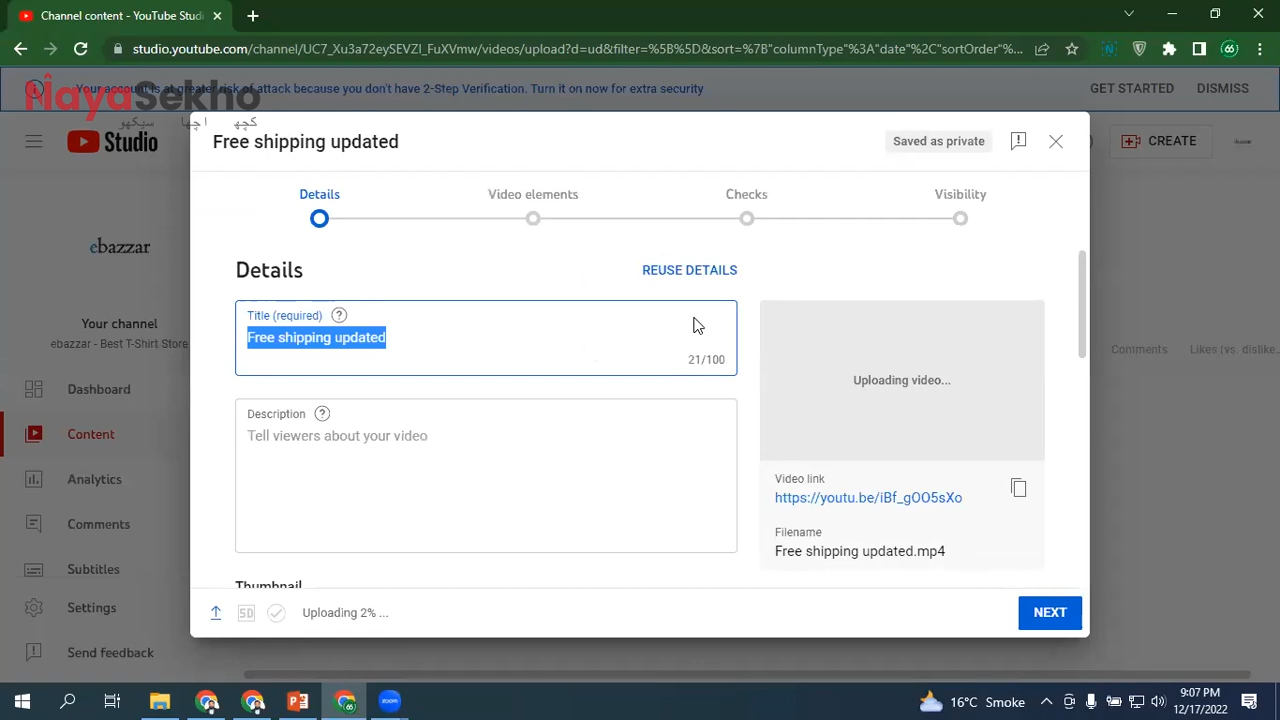 Channel content - YouTube Studio
studio.youtube.com/channel/UC7_Xu3a72eySEVZI_FuXVmw/videos/upload?d=ud&filter=%5B%5D&sort=%7B"columnType"%3A"date"%2C"sortOrder"%...
Your account is at greater risk of attack because you don't have 2-Step Verification. Turn it on now for extra security
GET STARTED
DISMISS
NayaSekho
کچھ اچھا سیکھو
Studio
CREATE
Free shipping updated
Saved as private
Details
Video elements
Checks
Visibility
ebazzar
Your channel
ebazzar - Best T-Shirt Store
Dashboard
Content
Analytics
Comments
Subtitles
Settings
Send feedback
Details
REUSE DETAILS
Title (required)
Free shipping updated
21/100
Description
Tell viewers about your video
Thumbnail
Uploading video...
Video link
https://youtu.be/iBf_gOO5sXo
Filename
Free shipping updated.mp4
Comments
Likes (vs. dislike...
SD
Uploading 2% ...
NEXT
zoom
16°C Smoke
9:07 PM
12/17/2022